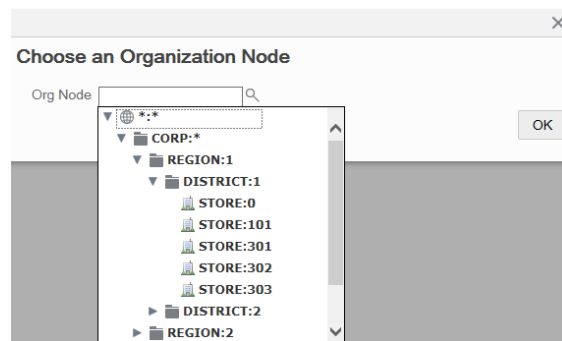 Choose an Organization Node
Org Node
*:*
CORP:*
REGION:1
DISTRICT:1
STORE:0
STORE:101
STORE:301
STORE:302
STORE:303
DISTRICT:2
REGION:2
OK